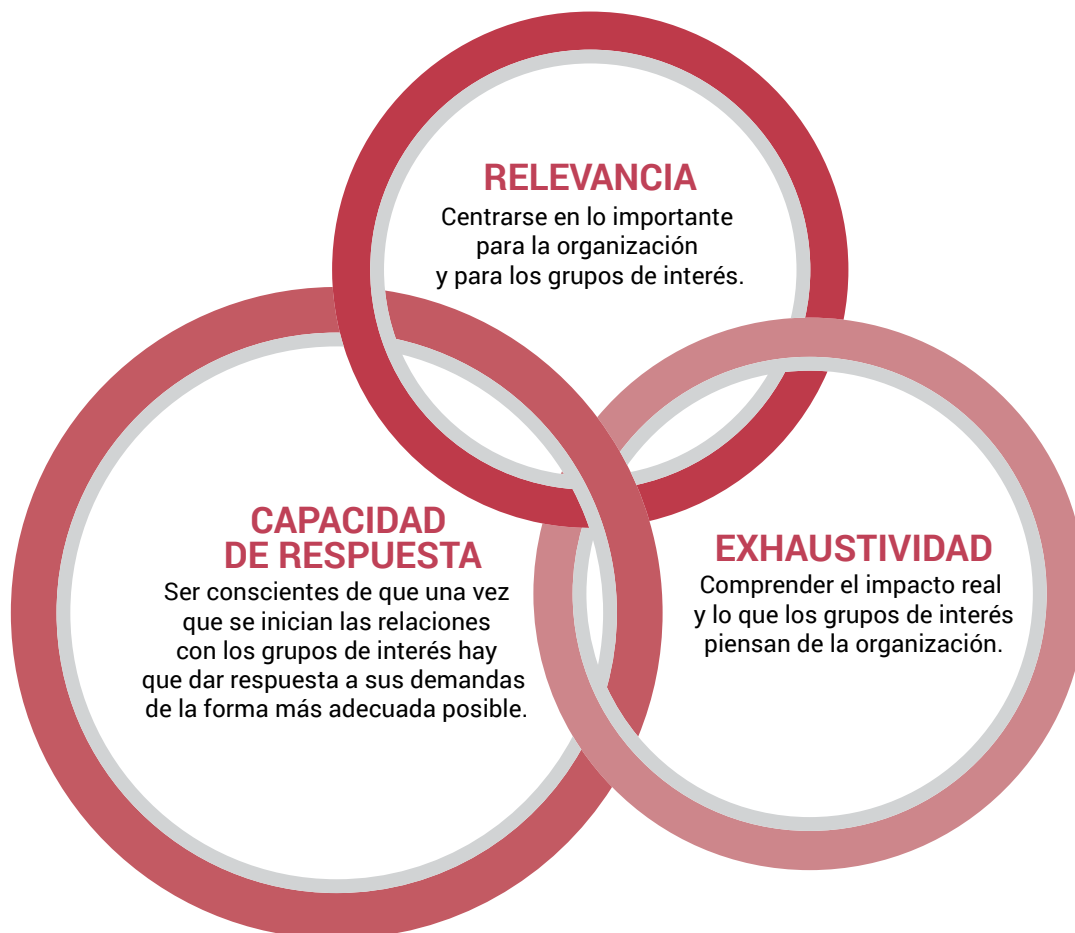 RELEVANCIA
Centrarse en lo importante
para la organización
y para los grupos de interés.
CAPACIDAD
DE RESPUESTA
Ser conscientes de que una vez
que se inician las relaciones
con los grupos de interés hay
que dar respuesta a sus demandas
de la forma más adecuada posible.
EXHAUSTIVIDAD
Comprender el impacto real
y lo que los grupos de interés
piensan de la organización.